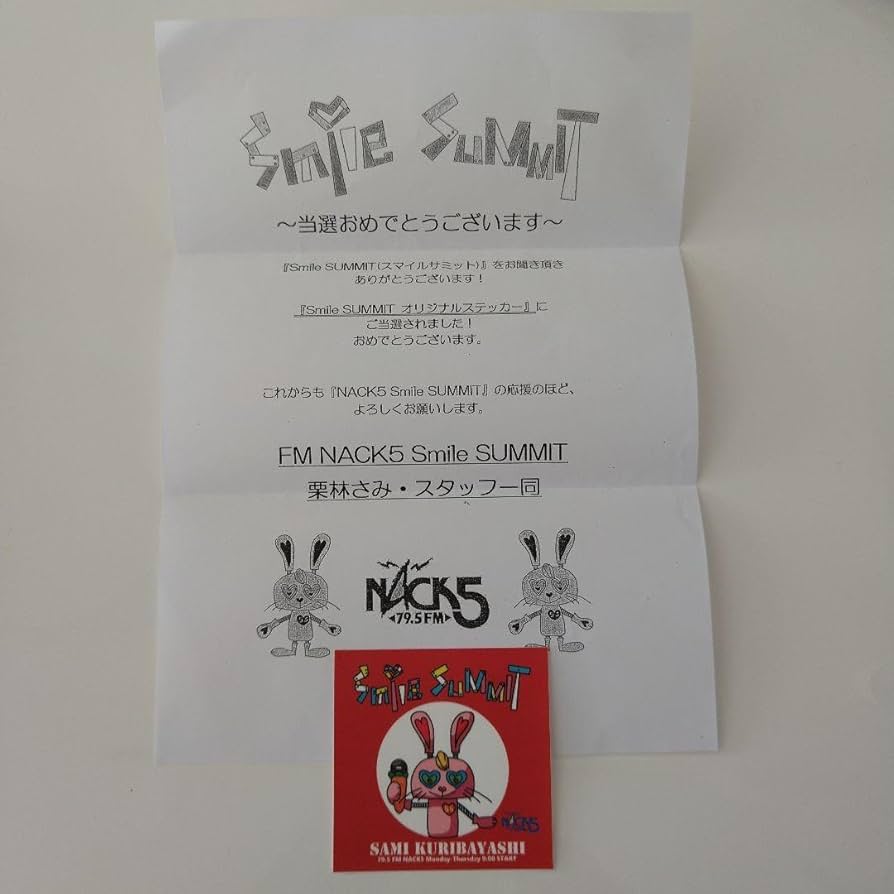 Smile SUMMIT
～当選おめでとうございます～
『Smile SUMMIT(スマイルサミット)』をお聞き頂き
ありがとうございます！
『Smile SUMMIT オリジナルステッカー』に
ご当選されました！
おめでとうございます。
これからも『NACK5 Smile SUMMIT』の応援のほど、
よろしくお願いします。
FM NACK5 Smile SUMMIT
栗林さみ・スタッフ一同
NACK5
79.5 FM
Smile SUMMIT
NACK5
SAMI KURIBAYASHI
79.5 FM NACK5 Monday-Thursday 9:00 START